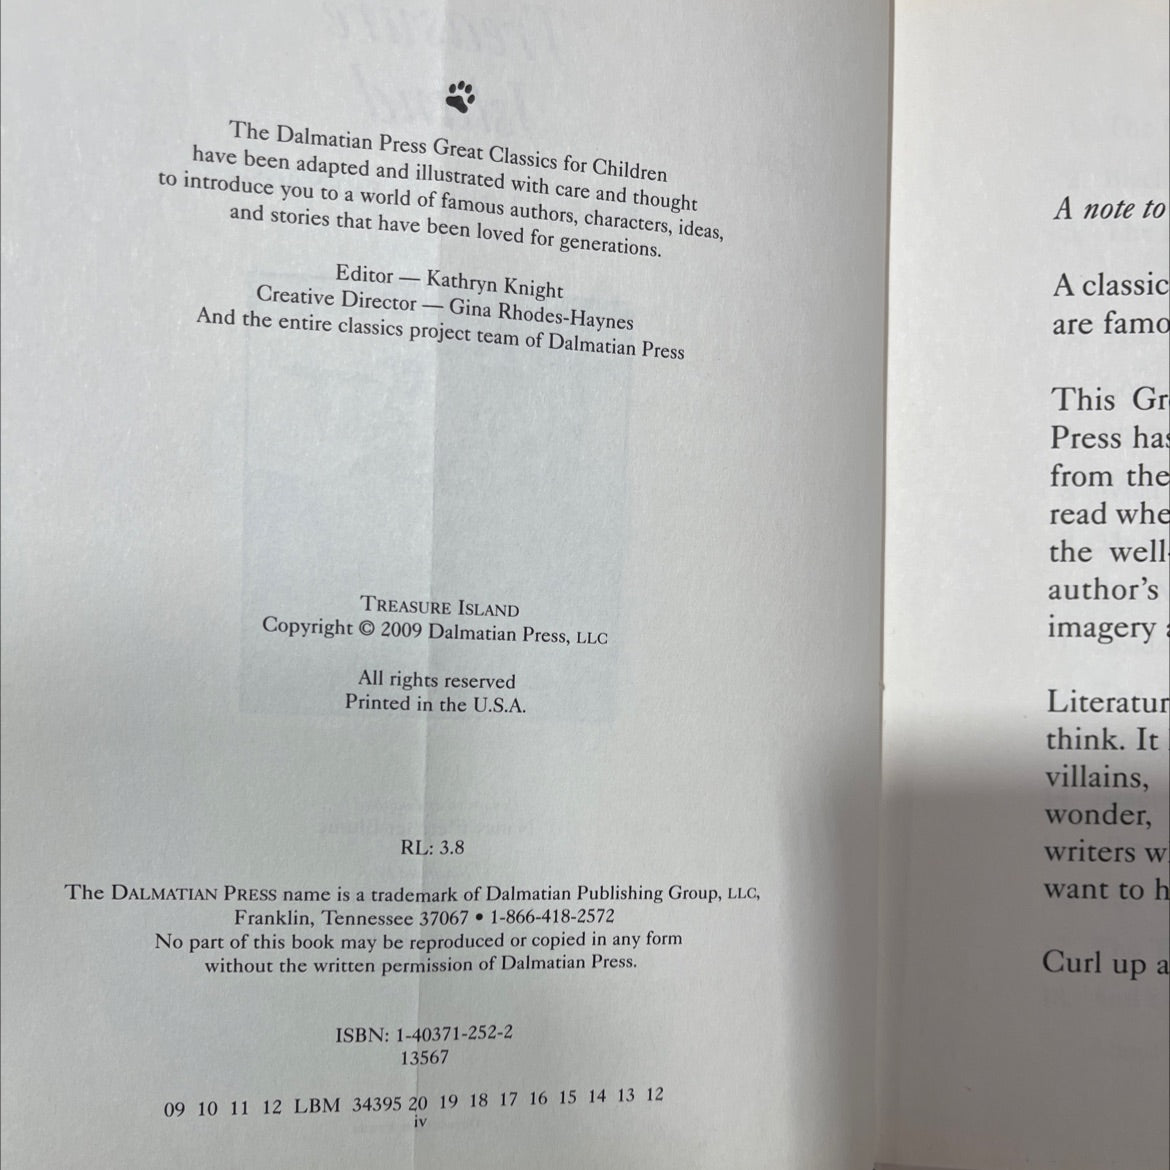 The Dalmatian Press Great Classics for Children
have been adapted and illustrated with care and thought
to introduce you to a world of famous authors, characters, ideas,
and stories that have been loved for generations.
Editor — Kathryn Knight
Creative Director — Gina Rhodes-Haynes
And the entire classics project team of Dalmatian Press
TREASURE ISLAND
Copyright © 2009 Dalmatian Press, LLC
All rights reserved
Printed in the U.S.A.
RL: 3.8
The DALMATIAN PRESS name is a trademark of Dalmatian Publishing Group, LLC,
Franklin, Tennessee 37067 • 1-866-418-2572
No part of this book may be reproduced or copied in any form
without the written permission of Dalmatian Press.
ISBN: 1-40371-252-2
13567
09 10 11 12 LBM 34395 20 19 18 17 16 15 14 13 12
iv
A note to
A classic
are famo
This Gr
Press has
from the
read whe
the well-
author's
imagery
Literatur
think. It
villains,
wonder,
writers w
want to h
Curl up a